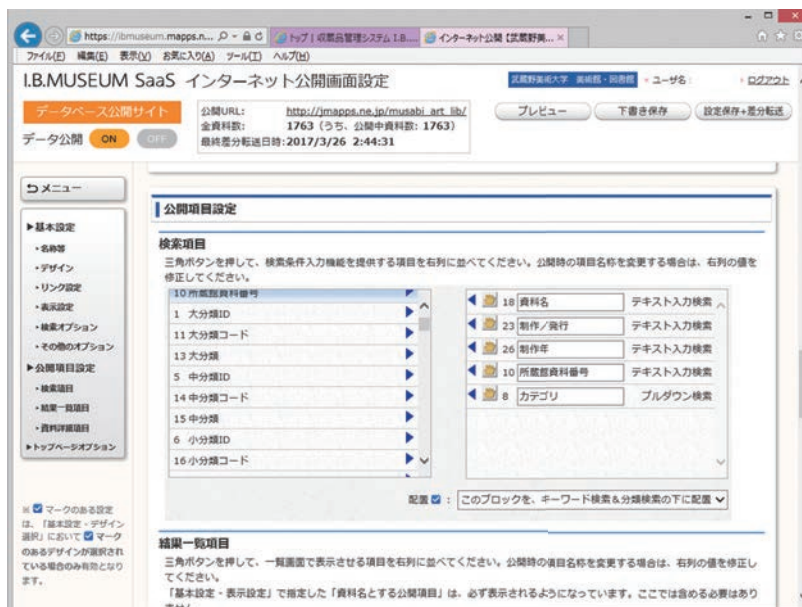 https://ibmuseum.mapps.n...
トップ | 収蔵品管理システム I.B....
インターネット公開【武蔵野美...
ファイル(F) 編集(E) 表示(V) お気に入り(A) ツール(T) ヘルプ(H)
I.B.MUSEUM SaaS インターネット公開画面設定
武蔵野美術大学 美術館・図書館
ユーザ名:
ログアウト
データベース公開サイト
データ公開 ON OFF
公開URL: http://jmapps.ne.jp/musabi_art_lib/
全資料数: 1763（うち、公開中資料数: 1763）
最終差分転送日時:2017/3/26 2:44:31
プレビュー
下書き保存
設定保存+差分転送
メニュー
▶基本設定
・名称等
・デザイン
・リンク設定
・表示設定
・検索オプション
・その他のオプション
▶公開項目設定
・検索項目
・結果一覧項目
・資料詳細項目
▶トップページオプション
※ マークのある設定
は、「基本設定・デザイン
選択」において マーク
のあるデザインが選択され
ている場合のみ有効となり
ます。
公開項目設定
検索項目
三角ボタンを押して、検索条件入力機能を提供する項目を右列に並べてください。公開時の項目名称を変更する場合は、右列の値を
修正してください。
10 所蔵館資料番号
1 大分類ID
11 大分類コード
13 大分類
5 中分類ID
14 中分類コード
15 中分類
6 小分類ID
16 小分類コード
18 資料名 テキスト入力検索
23 制作／発行 テキスト入力検索
26 制作年 テキスト入力検索
10 所蔵館資料番号 テキスト入力検索
8 カテゴリ プルダウン検索
配置 : このブロックを、キーワード検索&分類検索の下に配置
結果一覧項目
三角ボタンを押して、一覧画面で表示させる項目を右列に並べてください。公開時の項目名称を変更する場合は、右列の値を修正し
てください。
「基本設定・表示設定」で指定した「資料名とする公開項目」は、必ず表示されるようになっています。ここでは含める必要はあり
ません。